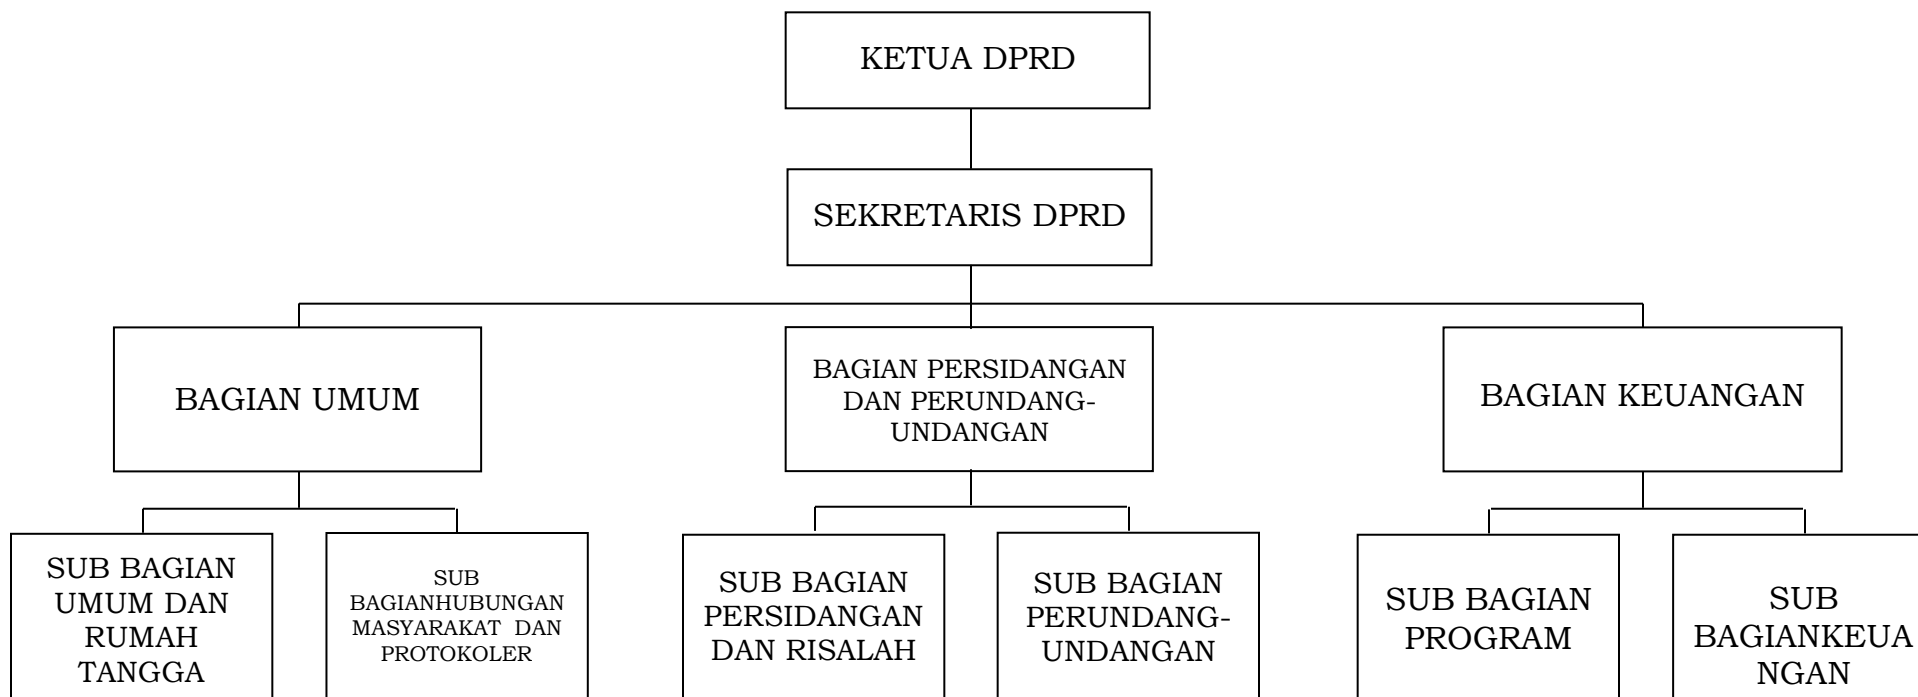 KETUA DPRD
SEKRETARIS DPRD
BAGIAN UMUM
BAGIAN PERSIDANGAN
DAN PERUNDANG-
UNDANGAN
BAGIAN KEUANGAN
SUB BAGIAN
UMUM DAN
RUMAH
TANGGA
SUB
BAGIANHUBUNGAN
MASYARAKAT DAN
PROTOKOLER
SUB BAGIAN
PERSIDANGAN
DAN RISALAH
SUB BAGIAN
PERUNDANG-
UNDANGAN
SUB BAGIAN
PROGRAM
SUB
BAGIANKEUA
NGAN